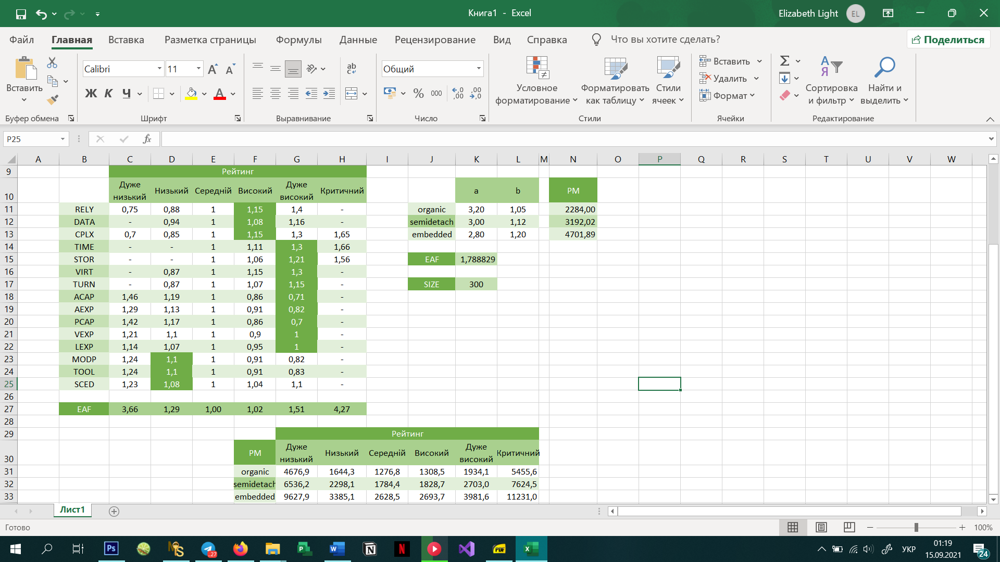 Книга1 - Excel
Elizabeth Light
EL
Файл Главная Вставка Разметка страницы Формулы Данные Рецензирование Вид Справка Что вы хотите сделать? Поделиться
Вставить
Calibri 11
Ж К Ч
Общий
% 000
Условное форматирование
Форматировать как таблицу
Стили ячеек
Вставить
Удалить
Формат
Сортировка и фильтр
Найти и выделить
Буфер обмена Шрифт Выравнивание Число Стили Ячейки Редактирование
P25 fx
A B C D E F G H I J K L M N O P Q R S T U V W
9 Рейтинг
10 Дуже низький Низький Середній Високий Дуже високий Критичний a b PM
11 RELY 0,75 0,88 1 1,15 1,4 - organic 3,20 1,05 2284,00
12 DATA - 0,94 1 1,08 1,16 - semidetach 3,00 1,12 3192,02
13 CPLX 0,7 0,85 1 1,15 1,3 1,65 embedded 2,80 1,20 4701,89
14 TIME - - 1 1,11 1,3 1,66
15 STOR - - 1 1,06 1,21 1,56 EAF 1,788829
16 VIRT - 0,87 1 1,15 1,3 -
17 TURN - 0,87 1 1,07 1,15 - SIZE 300
18 ACAP 1,46 1,19 1 0,86 0,71 -
19 AEXP 1,29 1,13 1 0,91 0,82 -
20 PCAP 1,42 1,17 1 0,86 0,7 -
21 VEXP 1,21 1,1 1 0,9 1 -
22 LEXP 1,14 1,07 1 0,95 1 -
23 MODP 1,24 1,1 1 0,91 0,82 -
24 TOOL 1,24 1,1 1 0,91 0,83 -
25 SCED 1,23 1,08 1 1,04 1,1 -
26
27 EAF 3,66 1,29 1,00 1,02 1,51 4,27
28
29 Рейтинг
30 PM Дуже низький Низький Середній Високий Дуже високий Критичний
31 organic 4676,9 1644,3 1276,8 1308,5 1934,1 5455,6
32 semidetach 6536,2 2298,1 1784,4 1828,7 2703,0 7624,5
33 embedded 9627,9 3385,1 2628,5 2693,7 3981,6 11231,0
Лист1
Готово
100%
УКР
01:19
15.09.2021
24